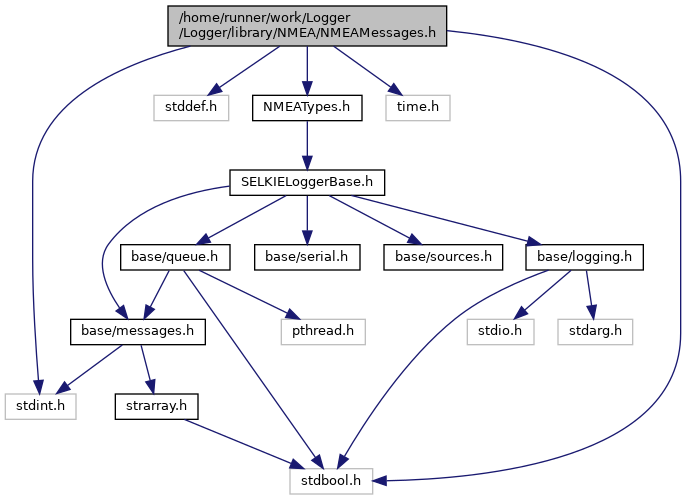 /home/runner/work/Logger
/Logger/library/NMEA/NMEAMessages.h
stddef.h
NMEATypes.h
time.h
SELKIELoggerBase.h
base/queue.h
base/serial.h
base/sources.h
base/logging.h
base/messages.h
pthread.h
stdio.h
stdarg.h
stdint.h
strarray.h
stdbool.h